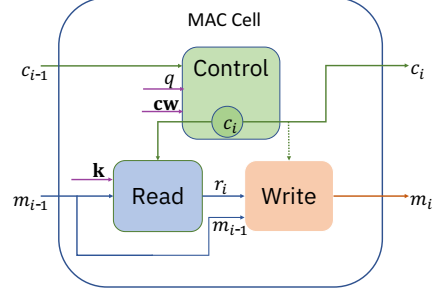 MAC Cell
c_{i-1}
Control
c_i
q
cw
c_i
k
m_{i-1}
Read
r_i
Write
m_i
m_{i-1}